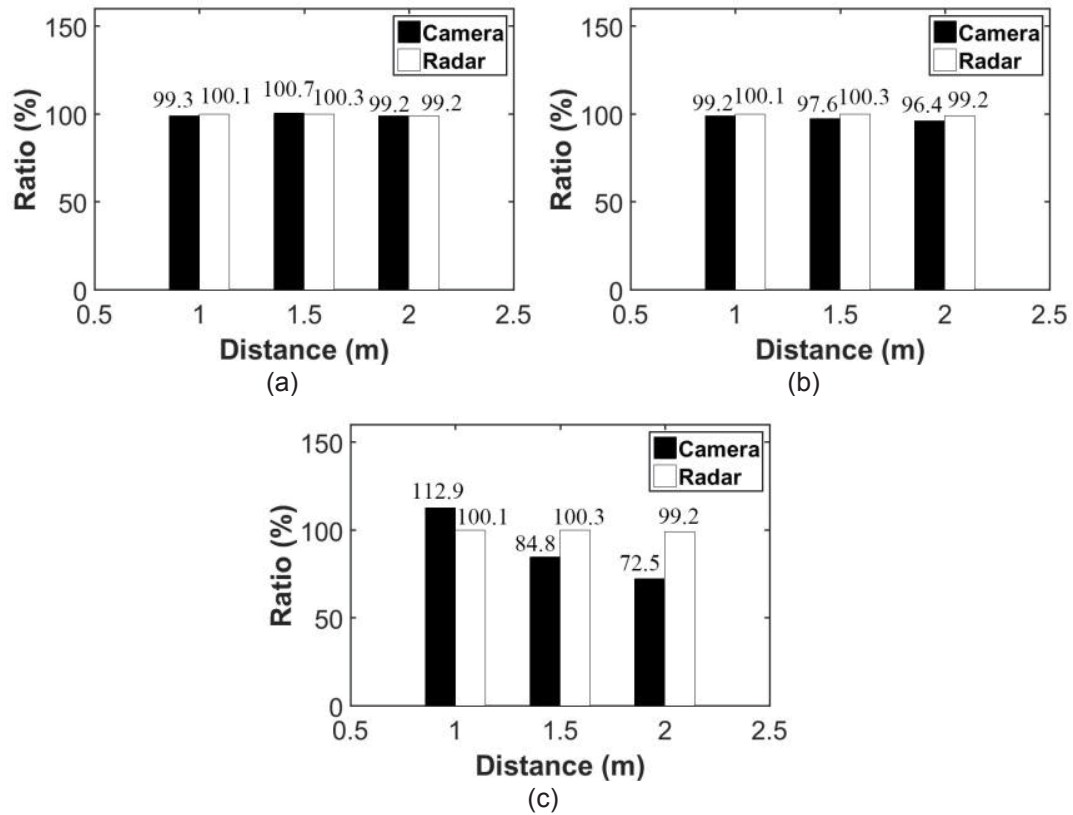 150
Camera
Radar
99.3 100.1 100.7 100.3 99.2 99.2
100
Ratio (%)
50
0
0.5 1 1.5 2 2.5
Distance (m)
(a)
150
Camera
Radar
99.2 100.1 97.6 100.3 96.4 99.2
100
Ratio (%)
50
0
0.5 1 1.5 2 2.5
Distance (m)
(b)
150
Camera
Radar
112.9 100.1 84.8 100.3 72.5 99.2
100
Ratio (%)
50
0
0.5 1 1.5 2 2.5
Distance (m)
(c)